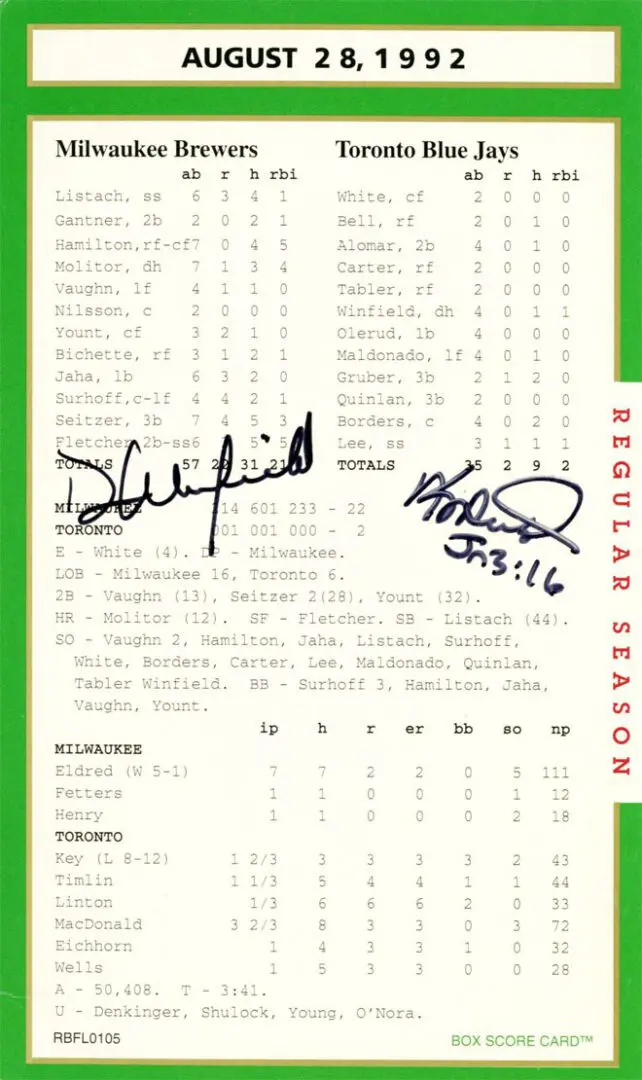 AUGUST 28, 1992
Milwaukee Brewers
ab r h rbi
Listach, ss 6 3 4 1
Gantner, 2b 2 0 2 1
Hamilton,rf-cf7 0 4 5
Molitor, dh 7 1 3 4
Vaughn, lf 4 1 1 0
Nilsson, c 2 0 0 0
Yount, cf 3 2 1 0
Bichette, rf 3 1 2 1
Jaha, 1b 6 3 2 0
Surhoff,c-lf 4 4 2 1
Seitzer, 3b 7 4 5 3
Fletcher 2b-ss6 5 5
TOTALS 57 22 31 21
Toronto Blue Jays
ab r h rbi
White, cf 2 0 0 0
Bell, rf 2 0 1 0
Alomar, 2b 4 0 1 0
Carter, rf 2 0 0 0
Tabler, rf 2 0 0 0
Winfield, dh 4 0 1 1
Olerud, 1b 4 0 0 0
Maldonado, lf 4 0 1 0
Gruber, 3b 2 1 2 0
Quinlan, 3b 2 0 0 0
Borders, c 4 0 2 0
Lee, ss 3 1 1 1
TOTALS 35 2 9 2
D Winfield
Jn 3:16
MILWAUKEE 214 601 233 - 22
TORONTO 001 001 000 - 2
E - White (4). DP - Milwaukee.
LOB - Milwaukee 16, Toronto 6.
2B - Vaughn (13), Seitzer 2(28), Yount (32).
HR - Molitor (12). SF - Fletcher. SB - Listach (44).
SO - Vaughn 2, Hamilton, Jaha, Listach, Surhoff,
White, Borders, Carter, Lee, Maldonado, Quinlan,
Tabler Winfield. BB - Surhoff 3, Hamilton, Jaha,
Vaughn, Yount.
ip h r er bb so np
MILWAUKEE
Eldred (W 5-1) 7 7 2 2 0 5 111
Fetters 1 1 0 0 0 1 12
Henry 1 1 0 0 0 2 18
TORONTO
Key (L 8-12) 1 2/3 3 3 3 3 2 43
Timlin 1 1/3 5 4 4 1 1 44
Linton 1/3 6 6 6 2 0 33
MacDonald 3 2/3 8 3 3 0 3 72
Eichhorn 1 4 3 3 1 0 32
Wells 1 5 3 3 0 0 28
A - 50,408. T - 3:41.
U - Denkinger, Shulock, Young, O'Nora.
RBFL0105
BOX SCORE CARD™
REGULAR SEASON